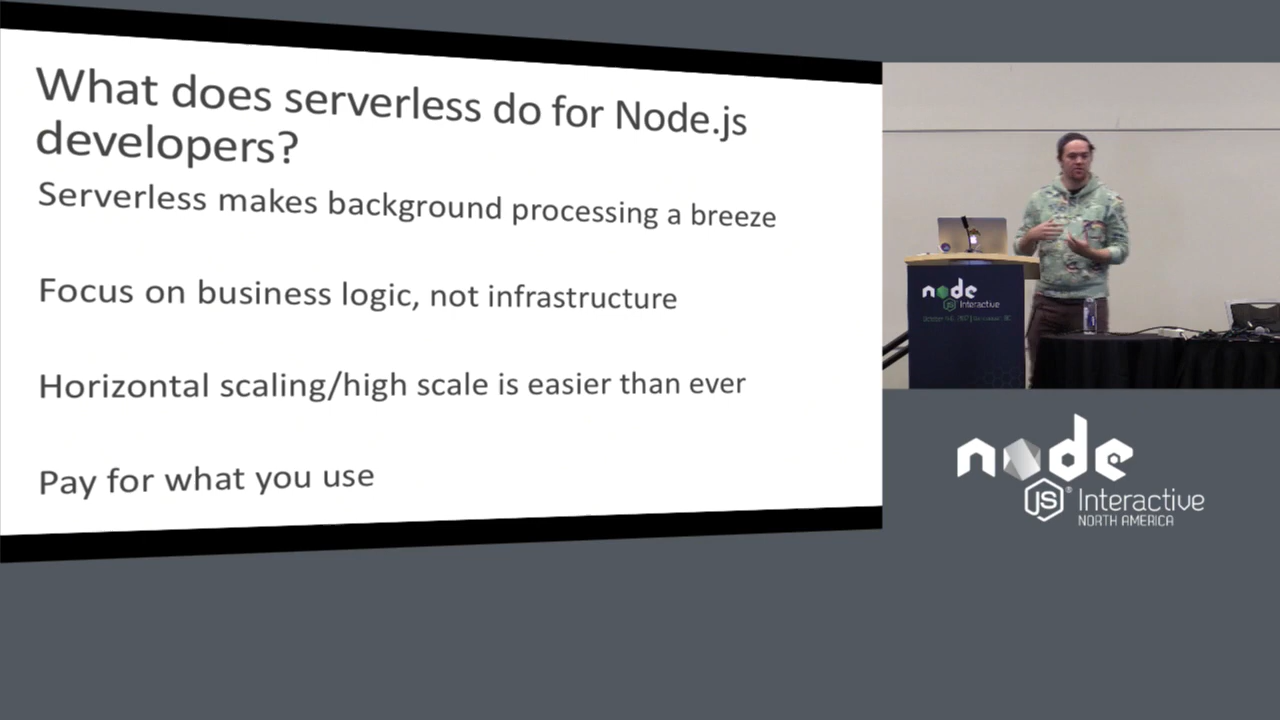 What does serverless do for Node.js
developers?
Serverless makes background processing a breeze
Focus on business logic, not infrastructure
Horizontal scaling/high scale is easier than ever
Pay for what you use
node
Interactive
node
JS® Interactive
NORTH AMERICA